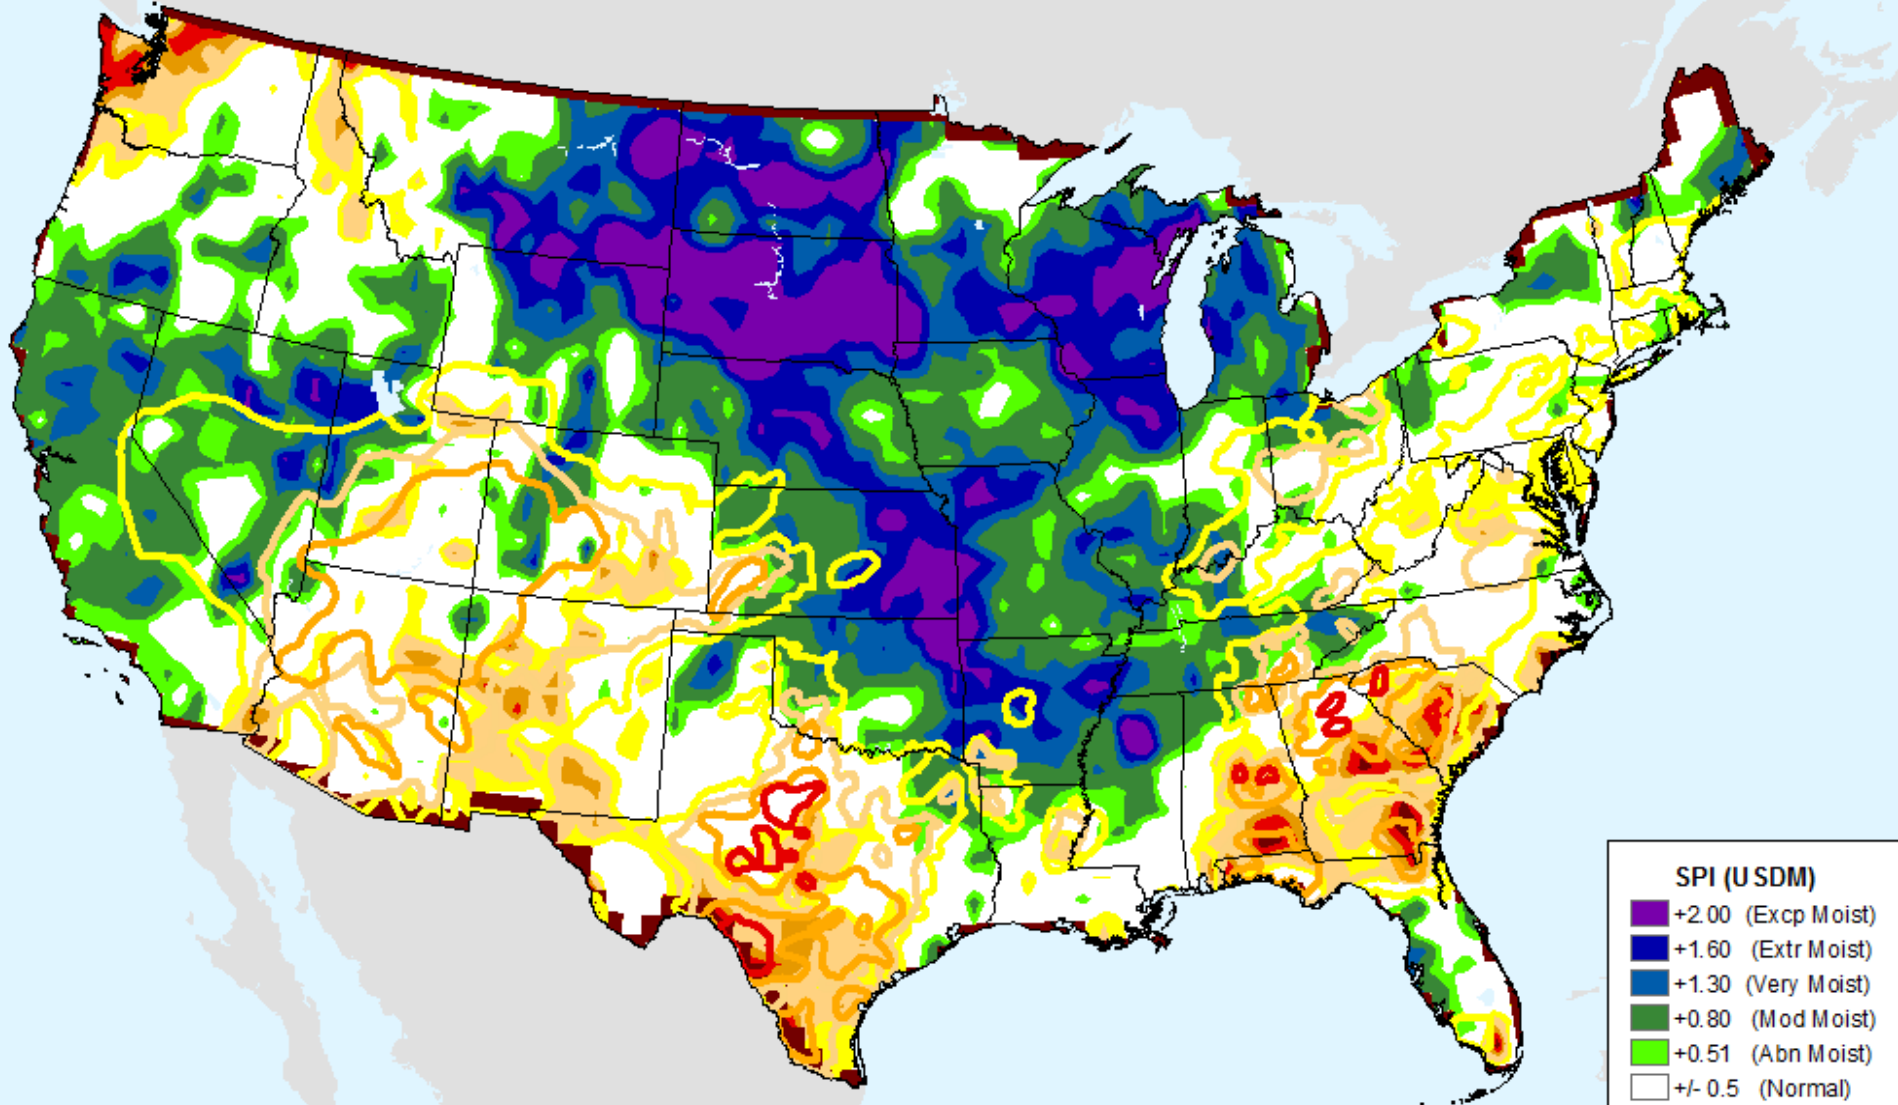 SPI (USDM)
+2.00 (Excp Moist)
+1.60 (Extr Moist)
+1.30 (Very Moist)
+0.80 (Mod Moist)
+0.51 (Abn Moist)
+/- 0.5 (Normal)